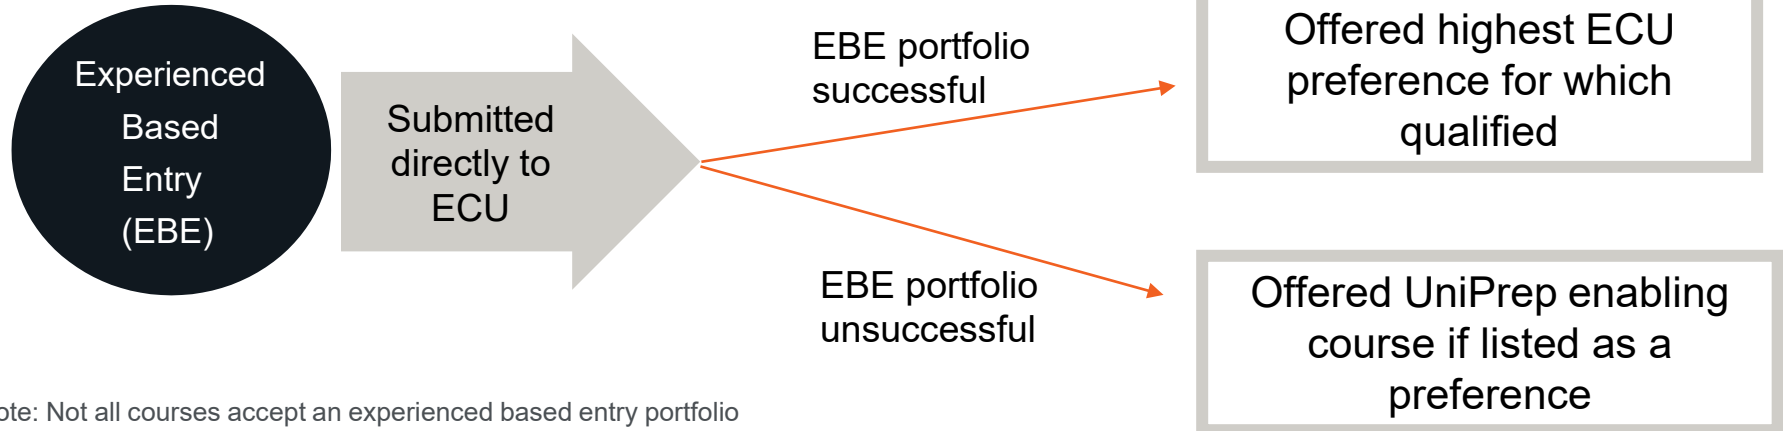 Experienced
Based
Entry
(EBE)
Submitted
directly to
ECU
EBE portfolio
successful
Offered highest ECU
preference for which
qualified
EBE portfolio
unsuccessful
Offered UniPrep enabling
course if listed as a
preference
ote: Not all courses accept an experienced based entry portfolio